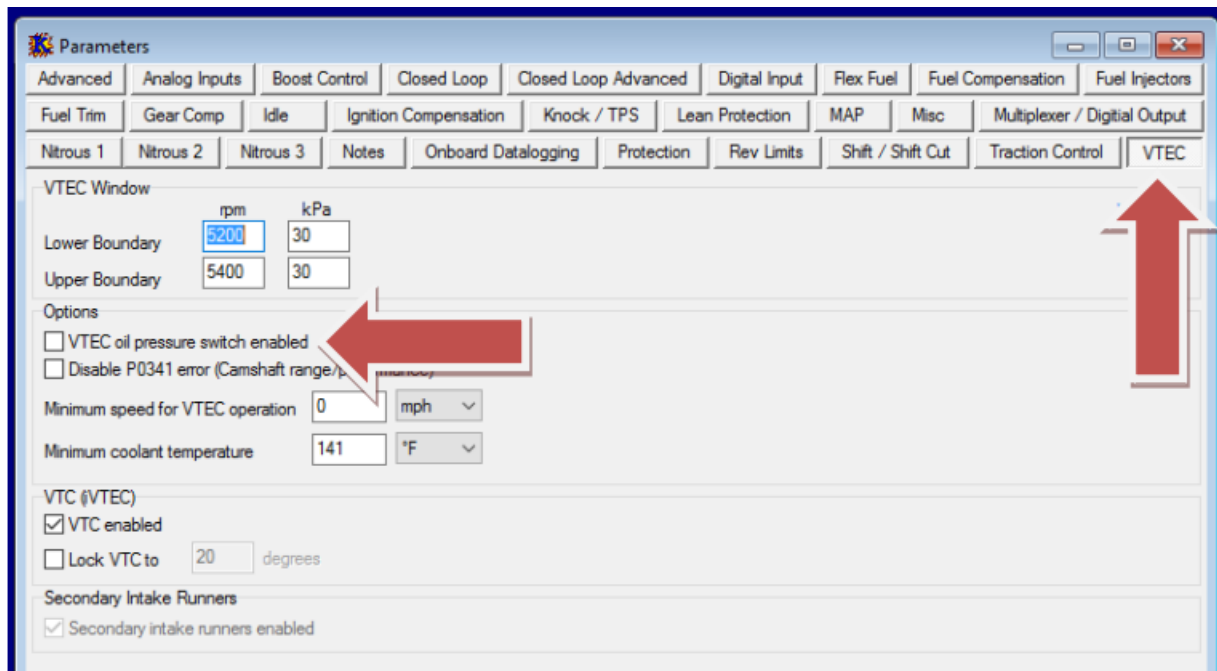 Parameters
Advanced Analog Inputs Boost Control Closed Loop Closed Loop Advanced Digital Input Flex Fuel Fuel Compensation Fuel Injectors
Fuel Trim Gear Comp Idle Ignition Compensation Knock / TPS Lean Protection MAP Misc Multiplexer / Digitial Output
Nitrous 1 Nitrous 2 Nitrous 3 Notes Onboard Datalogging Protection Rev Limits Shift / Shift Cut Traction Control VTEC
VTEC Window
rpm kPa
Lower Boundary 5200 30
Upper Boundary 5400 30
Options
VTEC oil pressure switch enabled
Disable P0341 error (Camshaft range/
Minimum speed for VTEC operation 0 mph
Minimum coolant temperature 141 °F
VTC (iVTEC)
VTC enabled
Lock VTC to 20 degrees
Secondary Intake Runners
Secondary intake runners enabled